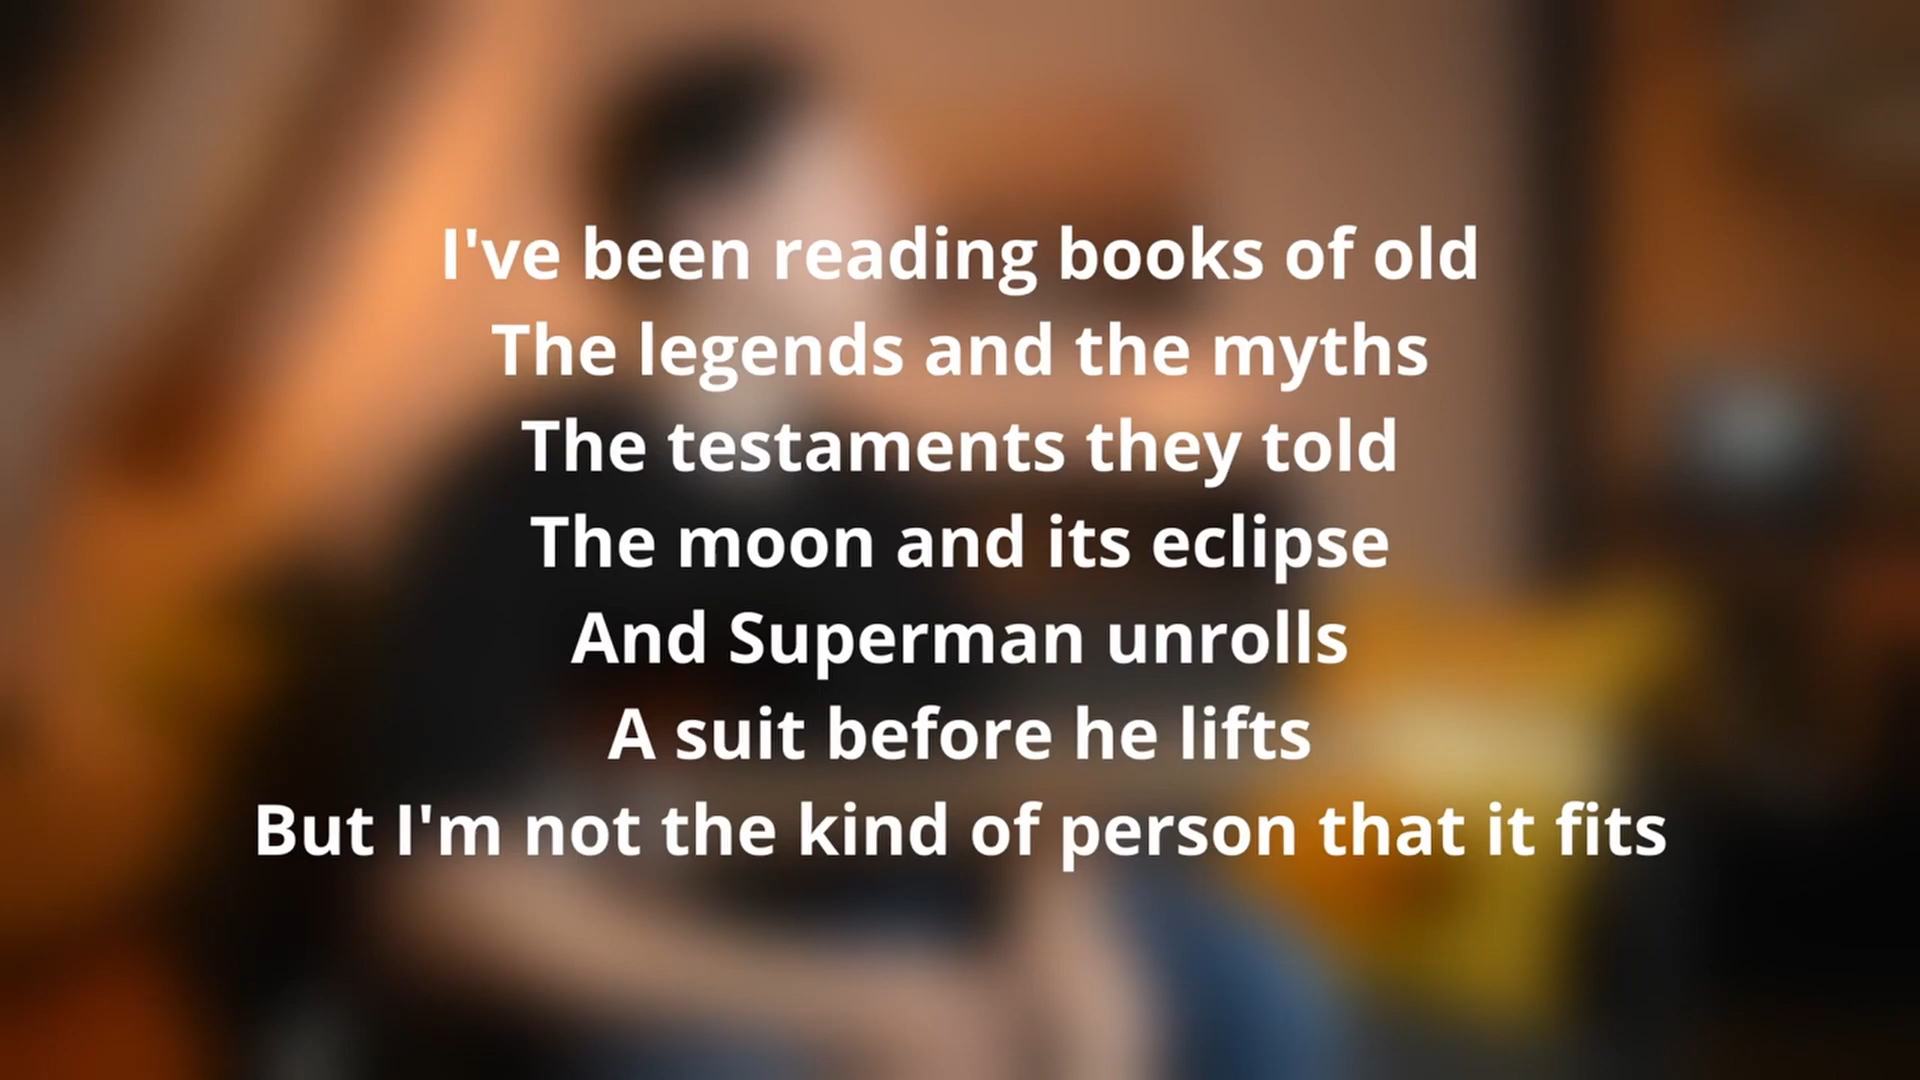 I've been reading books of old
The legends and the myths
The testaments they told
The moon and its eclipse
And Superman unrolls
A suit before he lifts
But I'm not the kind of person that it fits